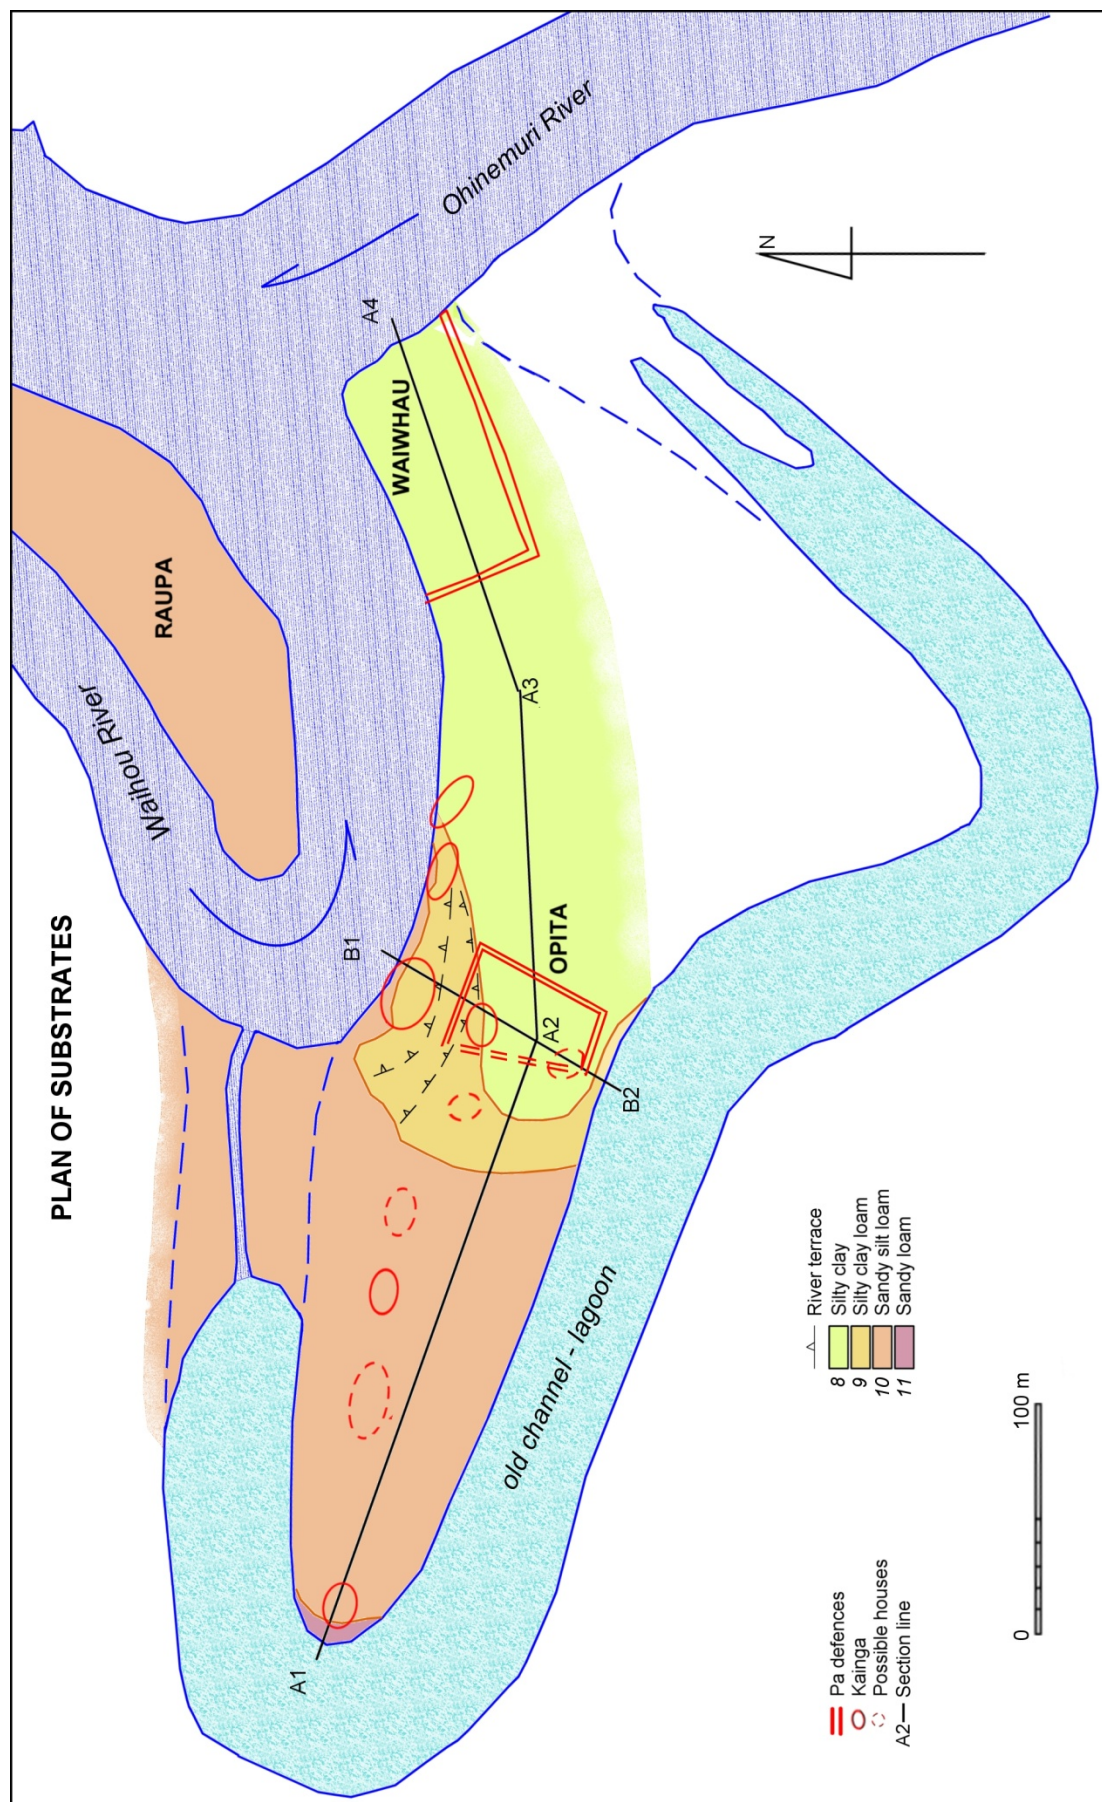 PLAN OF SUBSTRATES
Waihou River
RAUPA
Ohinemuri River
WAIWHAU
A4
A3
B1
OPITA
A2
B2
A1
old channel - lagoon
N
Pa defences
Kainga
Possible houses
A2 Section line
River terrace
8 Silty clay
9 Silty clay loam
10 Sandy silt loam
11 Sandy loam
0 100 m